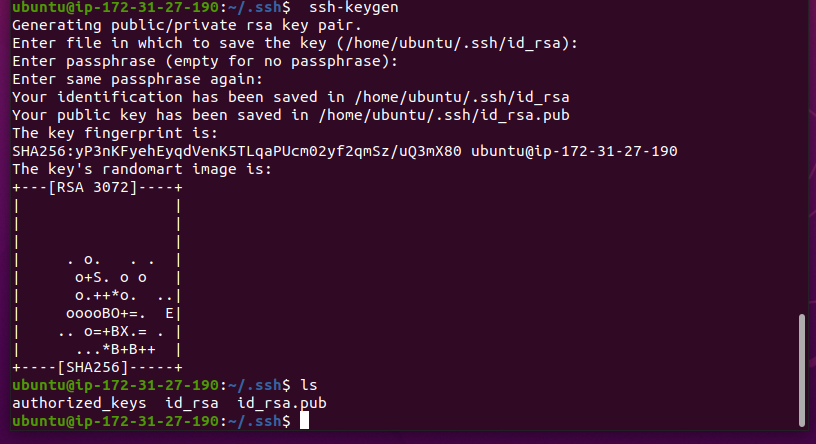 ubuntu@ip-172-31-27-190:~/.ssh$  ssh-keygen
Generating public/private rsa key pair.
Enter file in which to save the key (/home/ubuntu/.ssh/id_rsa):
Enter passphrase (empty for no passphrase):
Enter same passphrase again:
Your identification has been saved in /home/ubuntu/.ssh/id_rsa
Your public key has been saved in /home/ubuntu/.ssh/id_rsa.pub
The key fingerprint is:
SHA256:yP3nKFyehEyqdVenK5TLqaPUcm02yf2qmSz/uQ3mX80 ubuntu@ip-172-31-27-190
The key's randomart image is:
+---[RSA 3072]----+
|                 |
|                 |
|                 |
|     . o.   . .  |
|      o+S. o o   |
|      o.++*o.  ..|
|     ooooBO+=.  E|
|    .. o=+BX.= . |
|      ...*B+B++  |
+----[SHA256]-----+
ubuntu@ip-172-31-27-190:~/.ssh$ ls
authorized_keys  id_rsa  id_rsa.pub
ubuntu@ip-172-31-27-190:~/.ssh$